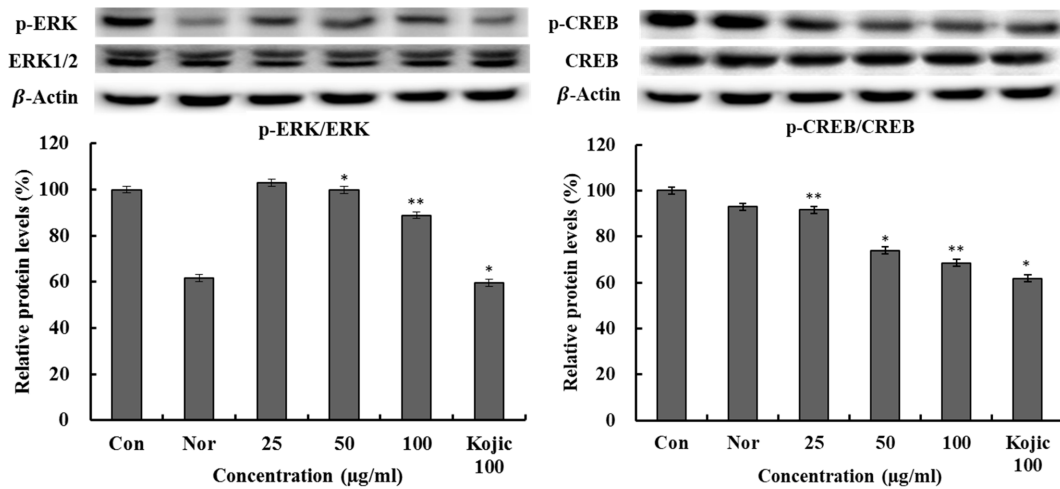 p-ERK
ERK1/2
β-Actin
p-ERK/ERK
Relative protein levels (%)
120
100
80
60
40
20
0
*
**
*
Con Nor 25 50 100 Kojic
100
Concentration (μg/ml)
p-CREB
CREB
β-Actin
p-CREB/CREB
Relative protein levels (%)
120
100
80
60
40
20
0
**
*
**
*
Con Nor 25 50 100 Kojic
100
Concentration (μg/ml)